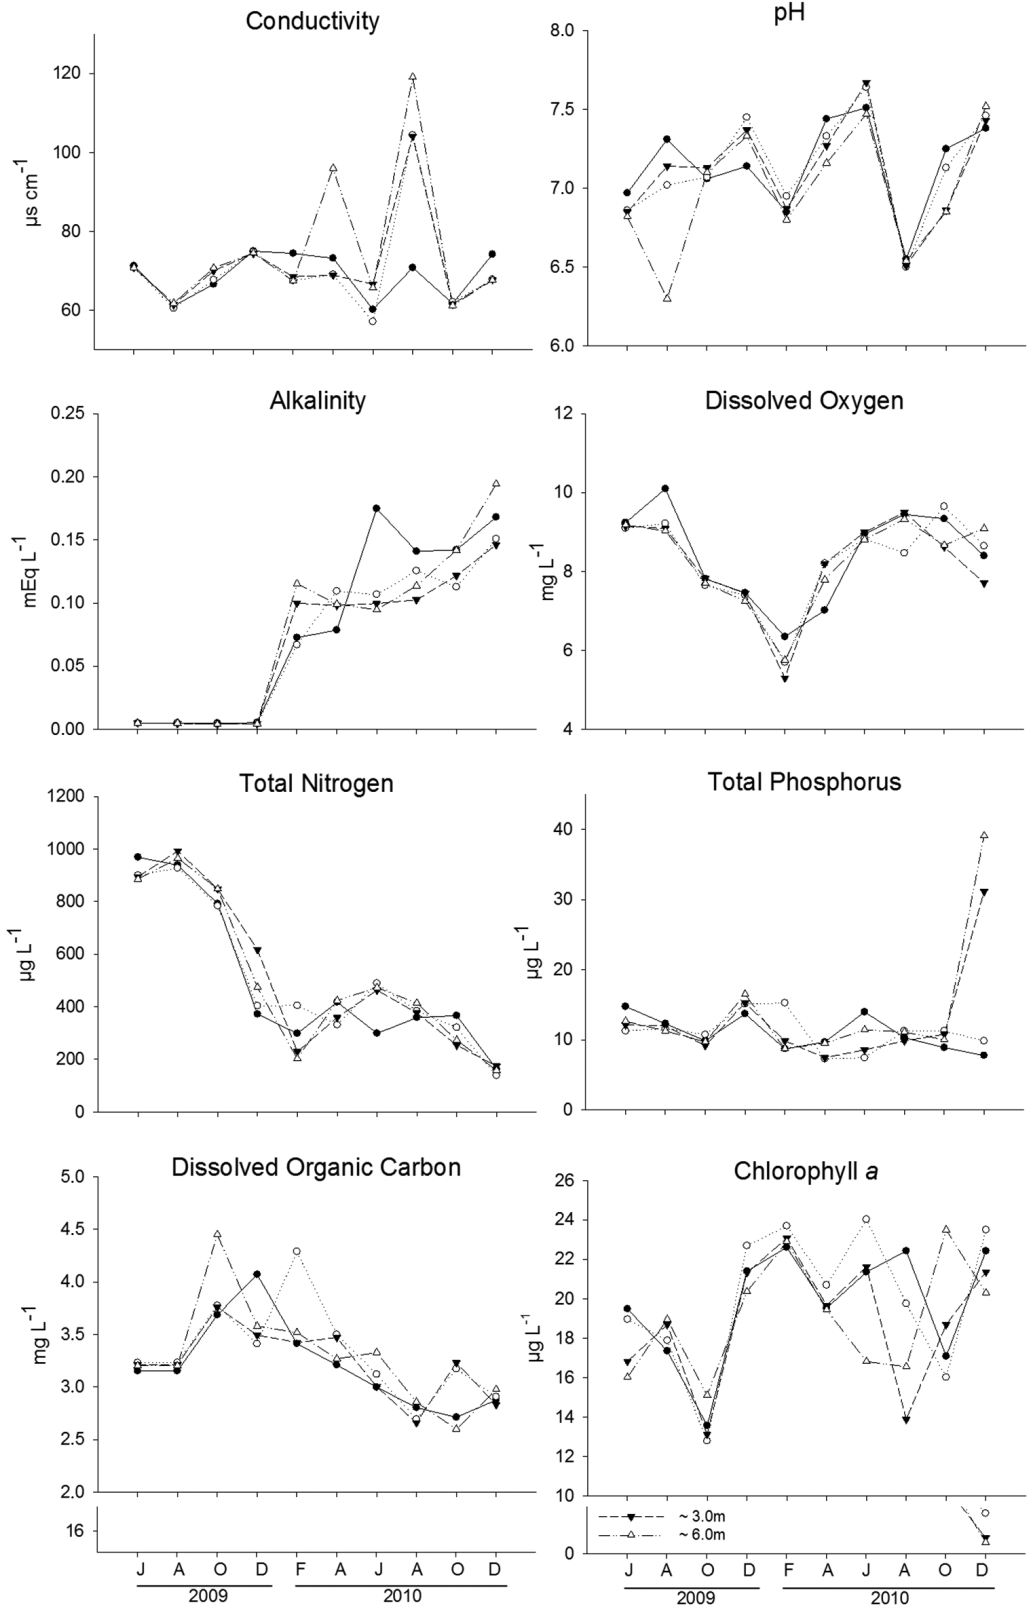 Conductivity
pH
120
100
80
60
µs cm-1
8.0
7.5
7.0
6.5
6.0
Alkalinity
Dissolved Oxygen
0.25
0.20
0.15
0.10
0.05
0.00
mEq L-1
12
10
8
6
4
mg L-1
Total Nitrogen
Total Phosphorus
1200
1000
800
600
400
200
0
µg L-1
40
30
20
10
0
µg L-1
Dissolved Organic Carbon
Chlorophyll a
5.0
4.5
4.0
3.5
3.0
2.5
2.0
mg L-1
26
24
22
20
18
16
14
12
10
µg L-1
16
~ 3.0m
~ 6.0m
0
J A O D F A J A O D
2009 2010
J A O D F A J A O D
2009 2010